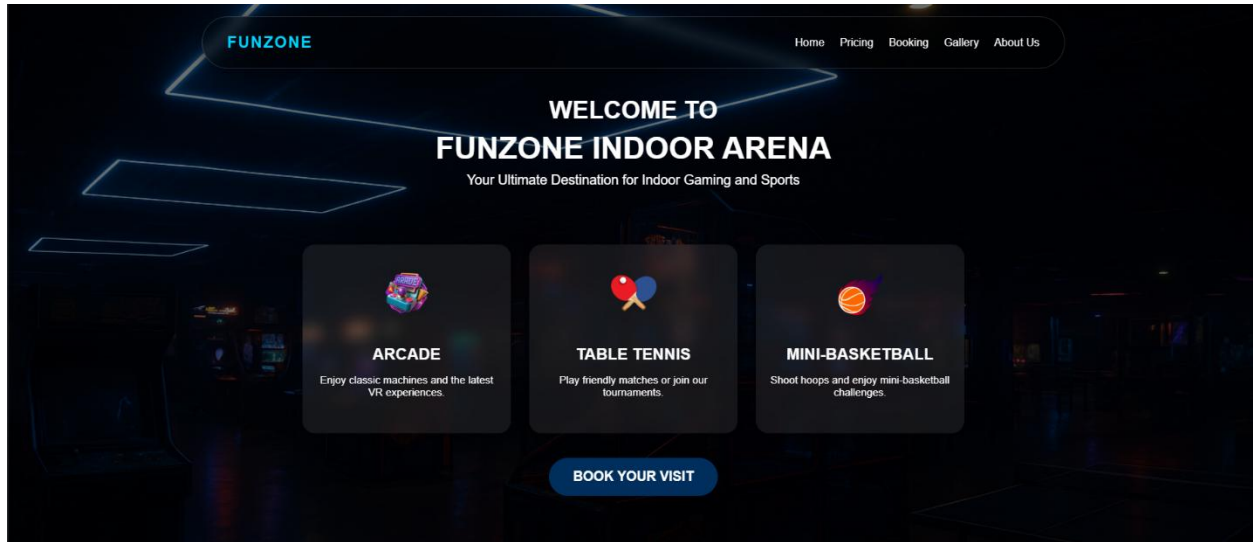 FUNZONE
Home Pricing Booking Gallery About Us
WELCOME TO
FUNZONE INDOOR ARENA
Your Ultimate Destination for Indoor Gaming and Sports
ARCADE
Enjoy classic machines and the latest
VR experiences.
TABLE TENNIS
Play friendly matches or join our
tournaments.
MINI-BASKETBALL
Shoot hoops and enjoy mini-basketball
challenges.
BOOK YOUR VISIT